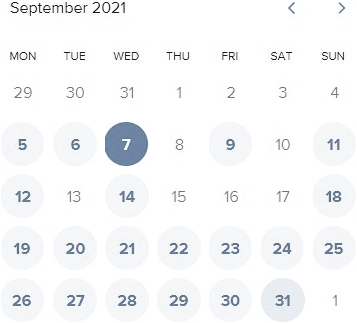 September 2021
MON TUE WED THU FRI SAT SUN
29 30 31 1 2 3 4
5 6 7 8 9 10 11
12 13 14 15 16 17 18
19 20 21 22 23 24 25
26 27 28 29 30 31 1